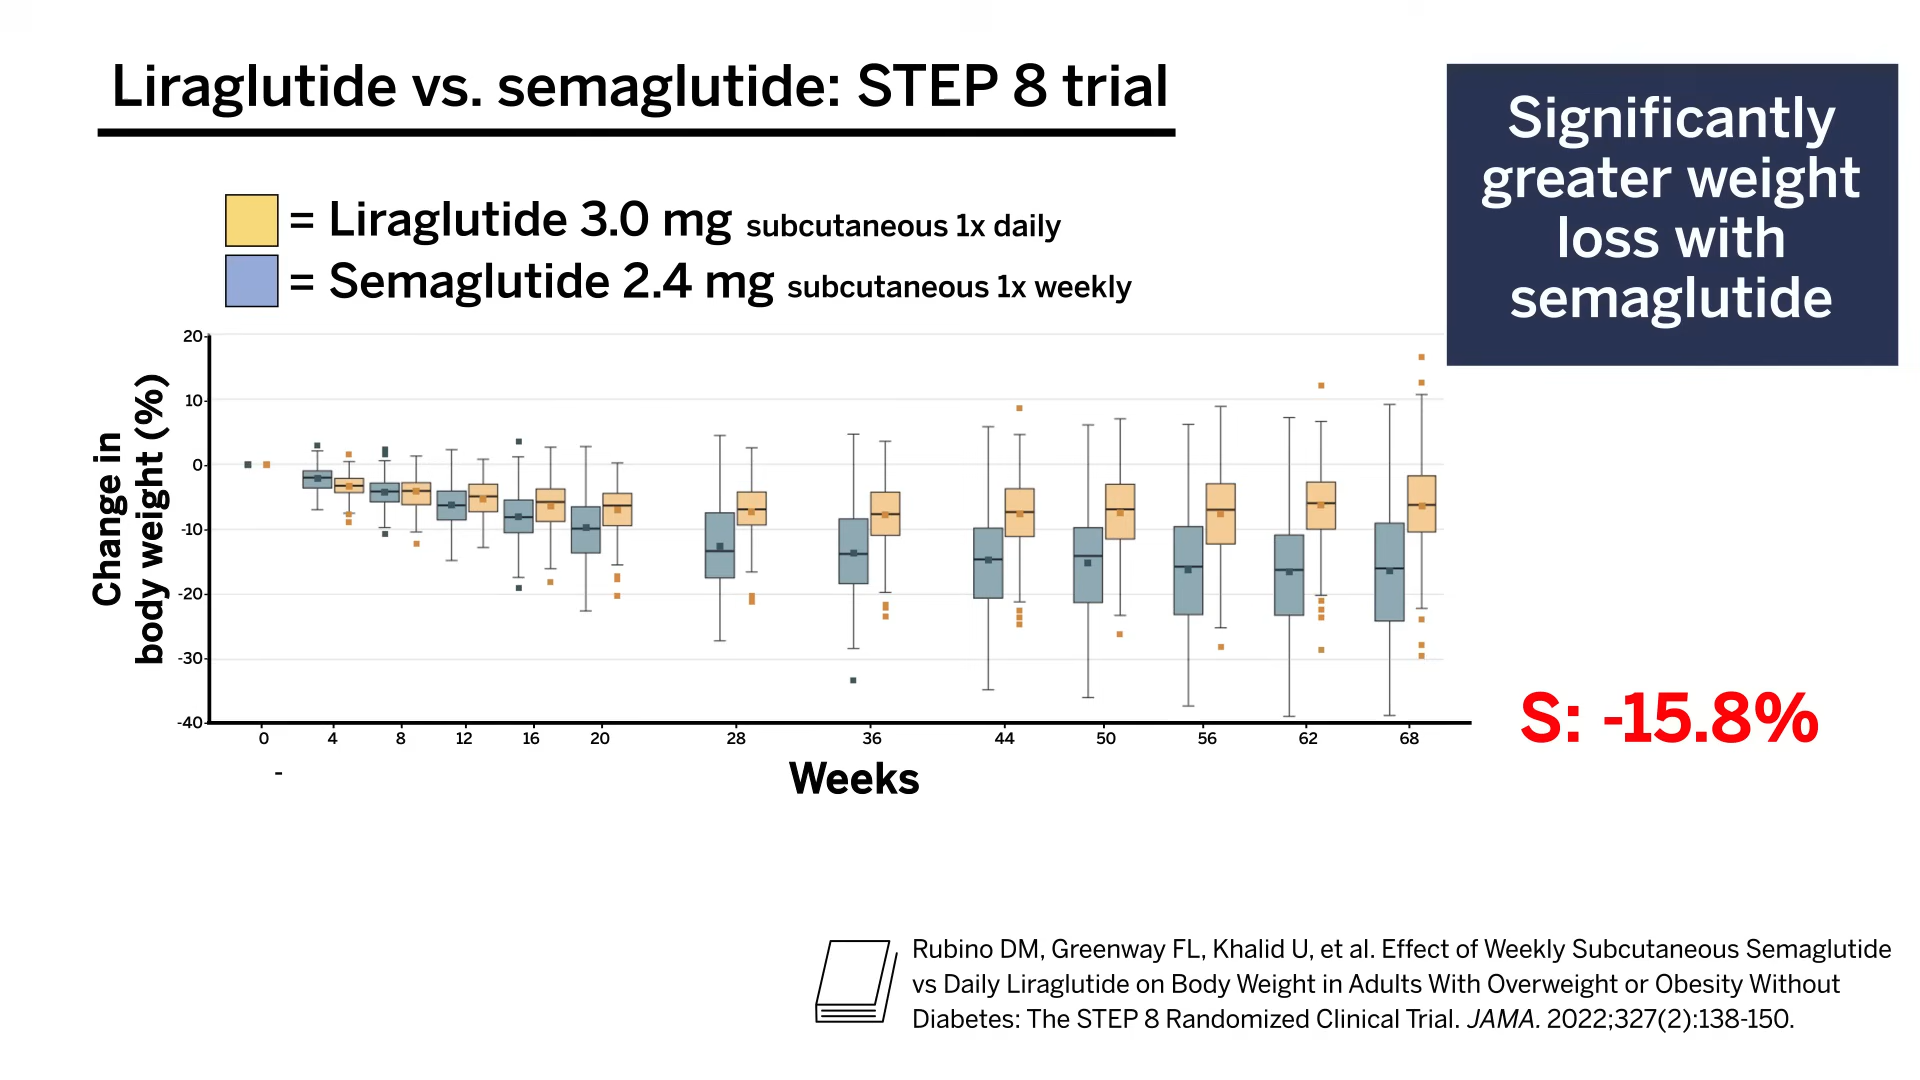 Liraglutide vs. semaglutide: STEP 8 trial
Significantly
greater weight
loss with
semaglutide
= Liraglutide 3.0 mg subcutaneous 1x daily
= Semaglutide 2.4 mg subcutaneous 1x weekly
Change in
body weight (%)
20
10
0
-10
-20
-30
-40
0 4 8 12 16 20 28 36 44 50 56 62 68
-
Weeks
S: -15.8%
Rubino DM, Greenway FL, Khalid U, et al. Effect of Weekly Subcutaneous Semaglutide
vs Daily Liraglutide on Body Weight in Adults With Overweight or Obesity Without
Diabetes: The STEP 8 Randomized Clinical Trial. JAMA. 2022;327(2):138-150.